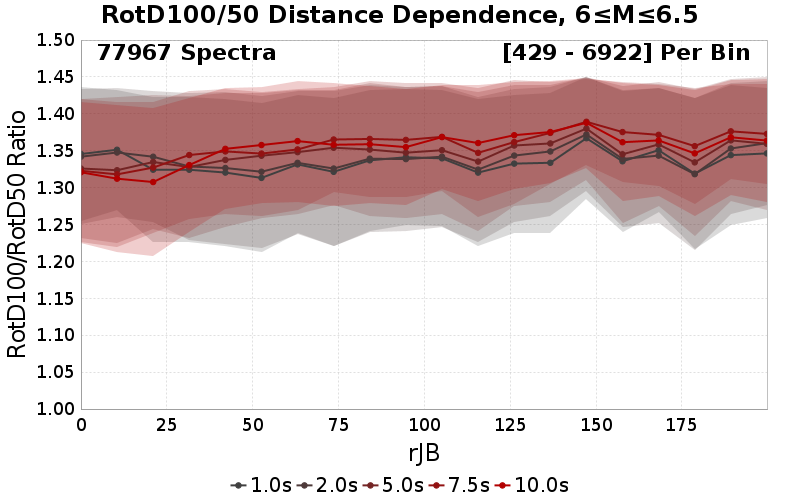 RotD100/50 Distance Dependence, 6≤M≤6.5
77967 Spectra
[429 - 6922] Per Bin
RotD100/RotD50 Ratio
1.50
1.45
1.40
1.35
1.30
1.25
1.20
1.15
1.10
1.05
1.00
0 25 50 75 100 125 150 175
rJB
1.0s 2.0s 5.0s 7.5s 10.0s